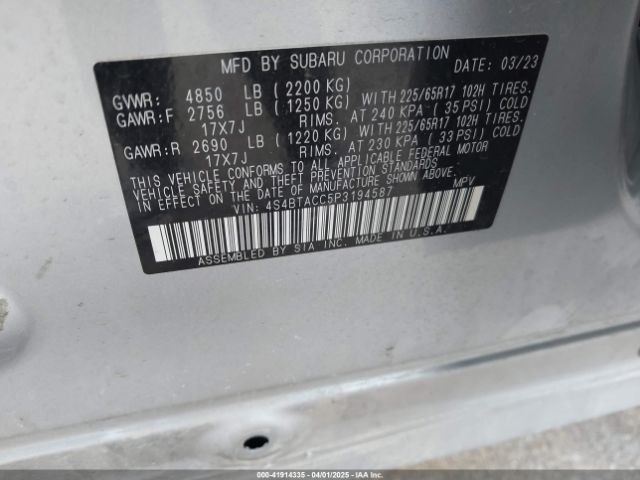 MFD BY SUBARU CORPORATION DATE: 03/23
GVWR: 4850 LB (2200 KG)
GAWR:F 2756 LB (1250 KG) WITH 225/65R17 102H TIRES.
17X7J RIMS. AT 240 KPA (35 PSI) COLD
GAWR:R 2690 LB (1220 KG) WITH 225/65R17 102H TIRES.
17X7J RIMS. AT 230 KPA (33 PSI) COLD
THIS VEHICLE CONFORMS TO ALL APPLICABLE FEDERAL MOTOR
VEHICLE SAFETY AND THEFT PREVENTION STANDARDS
IN EFFECT ON THE DATE OF MANUFACTURE SHOWN ABOVE.
VIN: 4S4BTACC5P3194587 MPV
ASSEMBLED BY SIA INC. MADE IN U.S.A.
00-41914335 04/01/2025 IAAI.COM